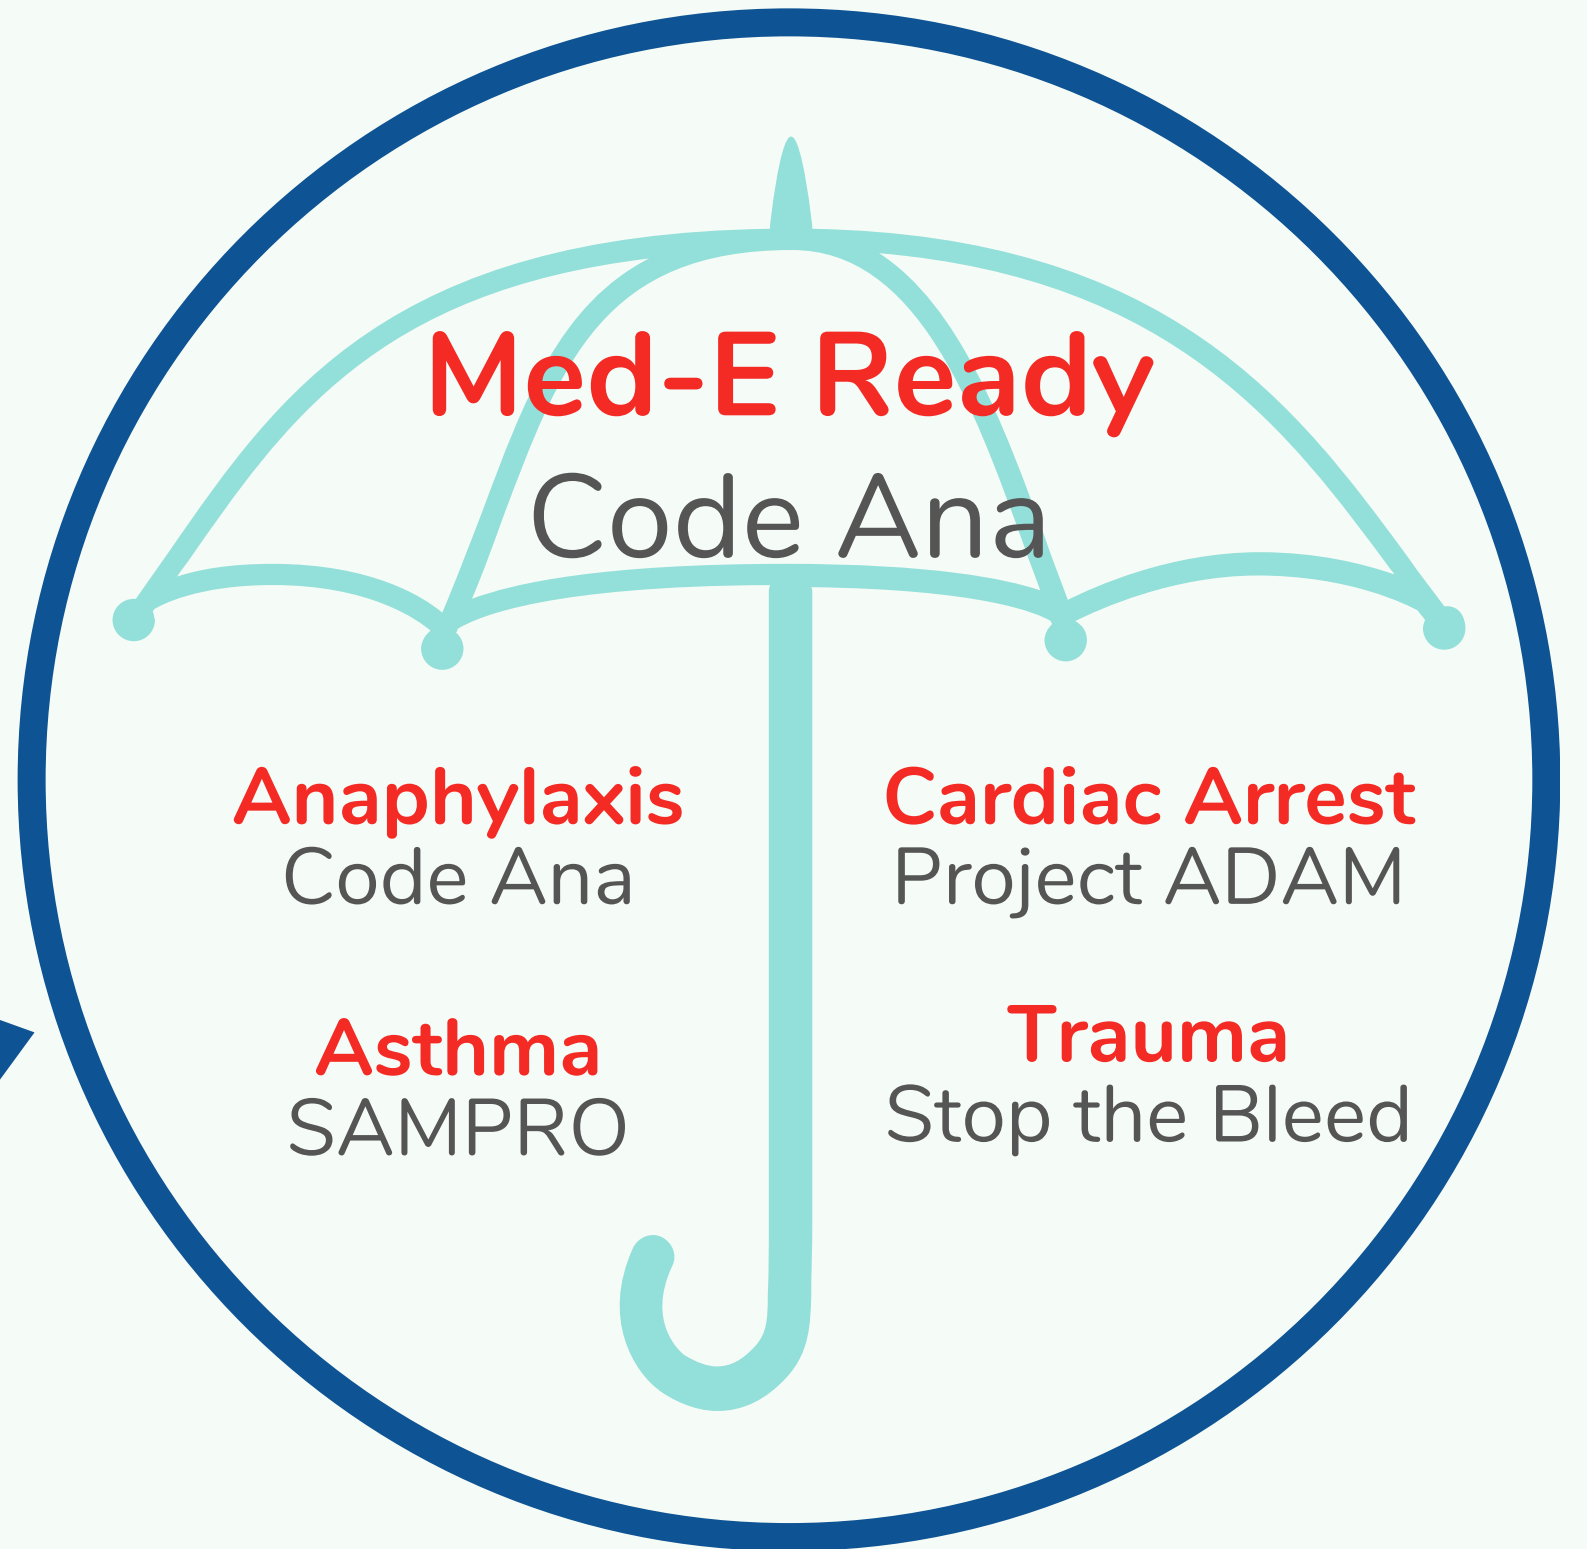 Med-E Ready
Code Ana
Anaphylaxis
Code Ana
Asthma
SAMPRO
Cardiac Arrest
Project ADAM
Trauma
Stop the Bleed